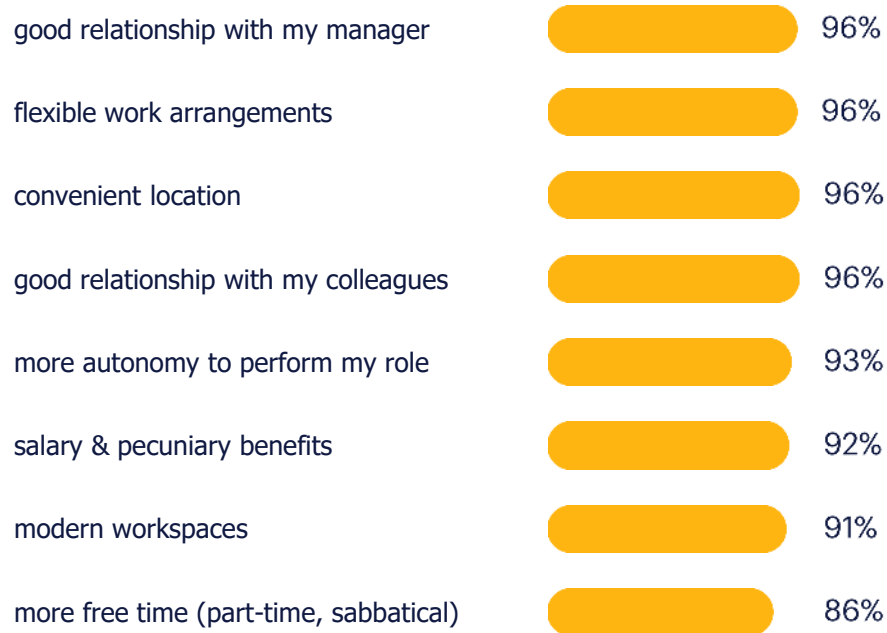 good relationship with my manager 96%
flexible work arrangements 96%
convenient location 96%
good relationship with my colleagues 96%
more autonomy to perform my role 93%
salary & pecuniary benefits 92%
modern workspaces 91%
more free time (part-time, sabbatical) 86%